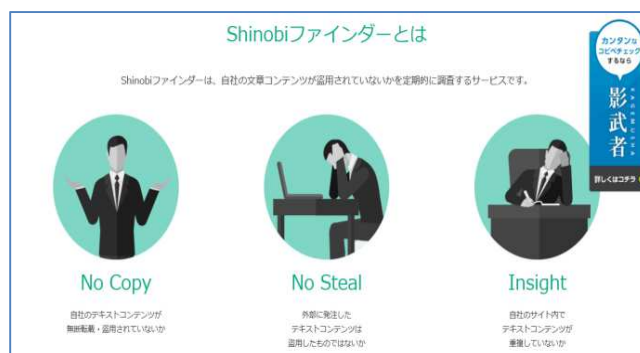 Shinobiファインダーとは
Shinobiファインダーは、自社の文章コンテンツが盗用されていないかを定期的に調査するサービスです。
カンタンな
コピペチェック
するなら
影武者
KAGEMUSHA
詳しくはコチラ
No Copy
自社のテキストコンテンツが
無断転載・盗用されていないか
No Steal
外部に発注した
テキストコンテンツは
盗用したものではないか
Insight
自社のサイト内で
テキストコンテンツが
重複していないか